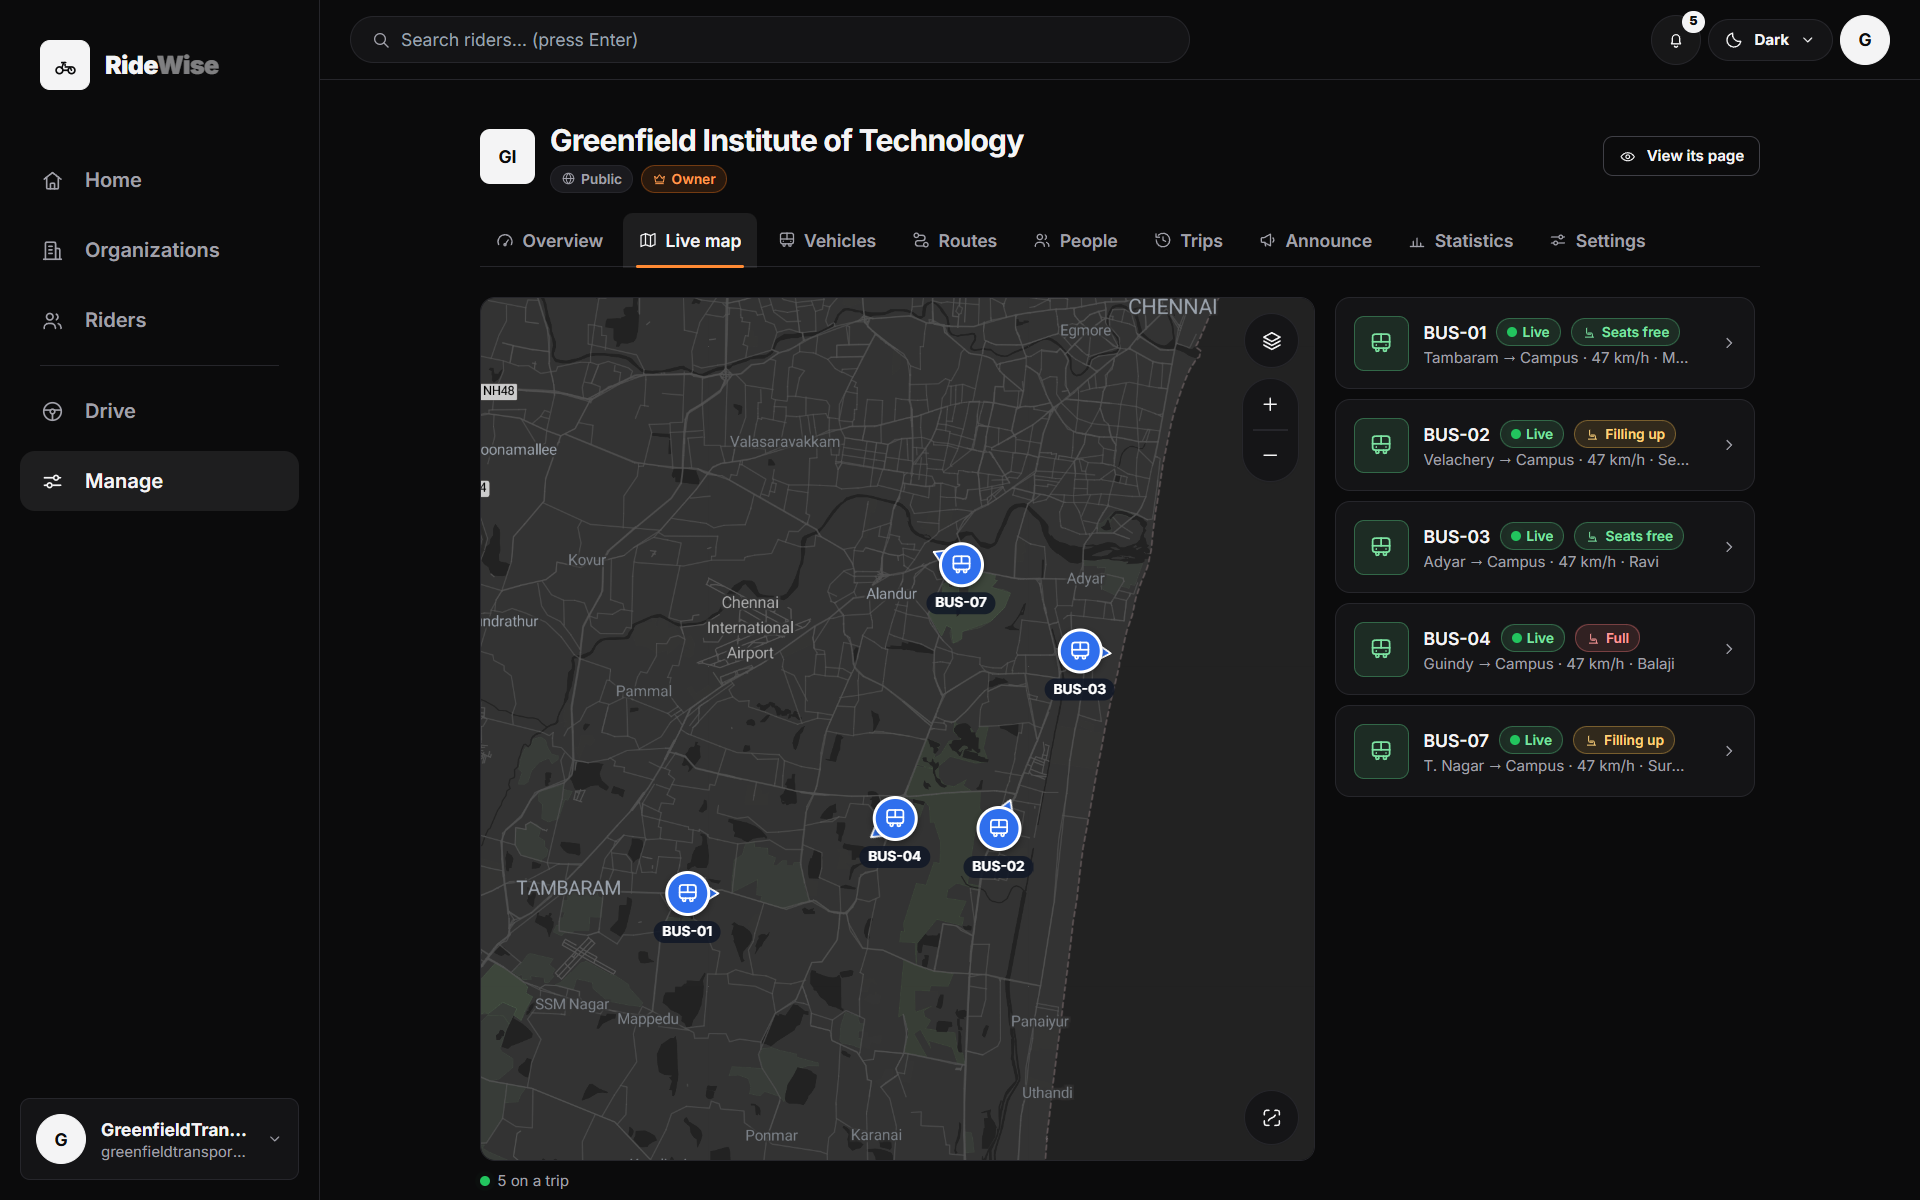 RideWise
Search riders... (press Enter)
5
Dark
G
Home
Organizations
Riders
Drive
Manage
GI
Greenfield Institute of Technology
Public
Owner
View its page
Overview
Live map
Vehicles
Routes
People
Trips
Announce
Statistics
Settings
CHENNAI
Egmore
NH48
Valasaravakkam
oonamallee
4
Kovur
Adyar
Alandur
BUS-07
Chennai
International
Airport
ndrathur
BUS-03
Pammal
BUS-04
BUS-02
TAMBARAM
BUS-01
SSM Nagar
Mappedu
Panaiyur
Uthandi
Ponmar
Karanai
BUS-01
Live
Seats free
Tambaram → Campus · 47 km/h · M...
BUS-02
Live
Filling up
Velachery → Campus · 47 km/h · Se...
BUS-03
Live
Seats free
Adyar → Campus · 47 km/h · Ravi
BUS-04
Live
Full
Guindy → Campus · 47 km/h · Balaji
BUS-07
Live
Filling up
T. Nagar → Campus · 47 km/h · Sur...
5 on a trip
G
GreenfieldTran...
greenfieldtranspor...